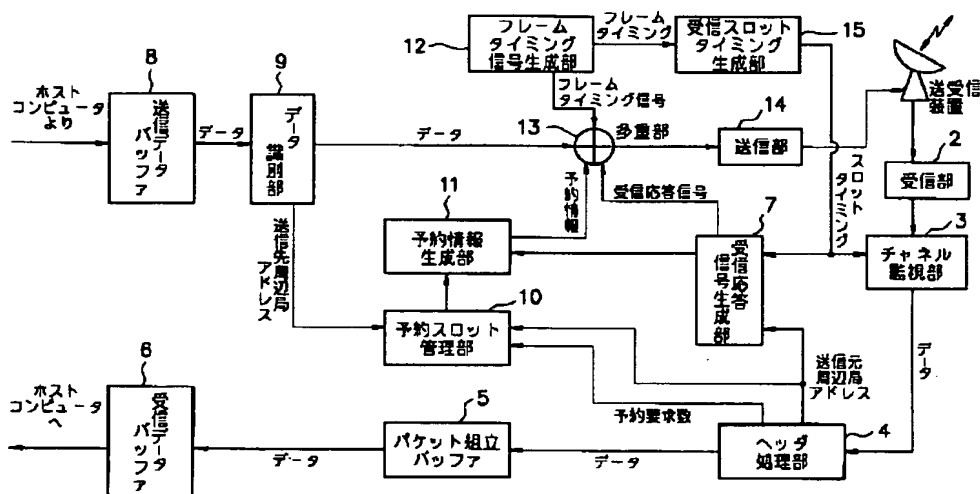 12
フレーム
タイミング
信号生成部
フレーム
タイミング
受信スロット
タイミング
生成部
15
8
9
ホスト
コンピュータ
より
送信データ
バッファ
データ
データ
識別部
データ
フレーム
タイミング信号
13
多重部
14
送信部
送受信
装置
2
受信部
スロット
タイミング
3
チャネル
監視部
予約情報
受信応答信号
11
予約情報
生成部
7
受信応答
信号生成部
送信先周辺局
アドレス
10
予約スロット
管理部
データ
送信元
周辺局
アドレス
予約要求数
6
ホスト
コンピュータ
へ
受信データ
バッファ
データ
5
パケット組立
バッファ
データ
ヘッダ
処理部
4